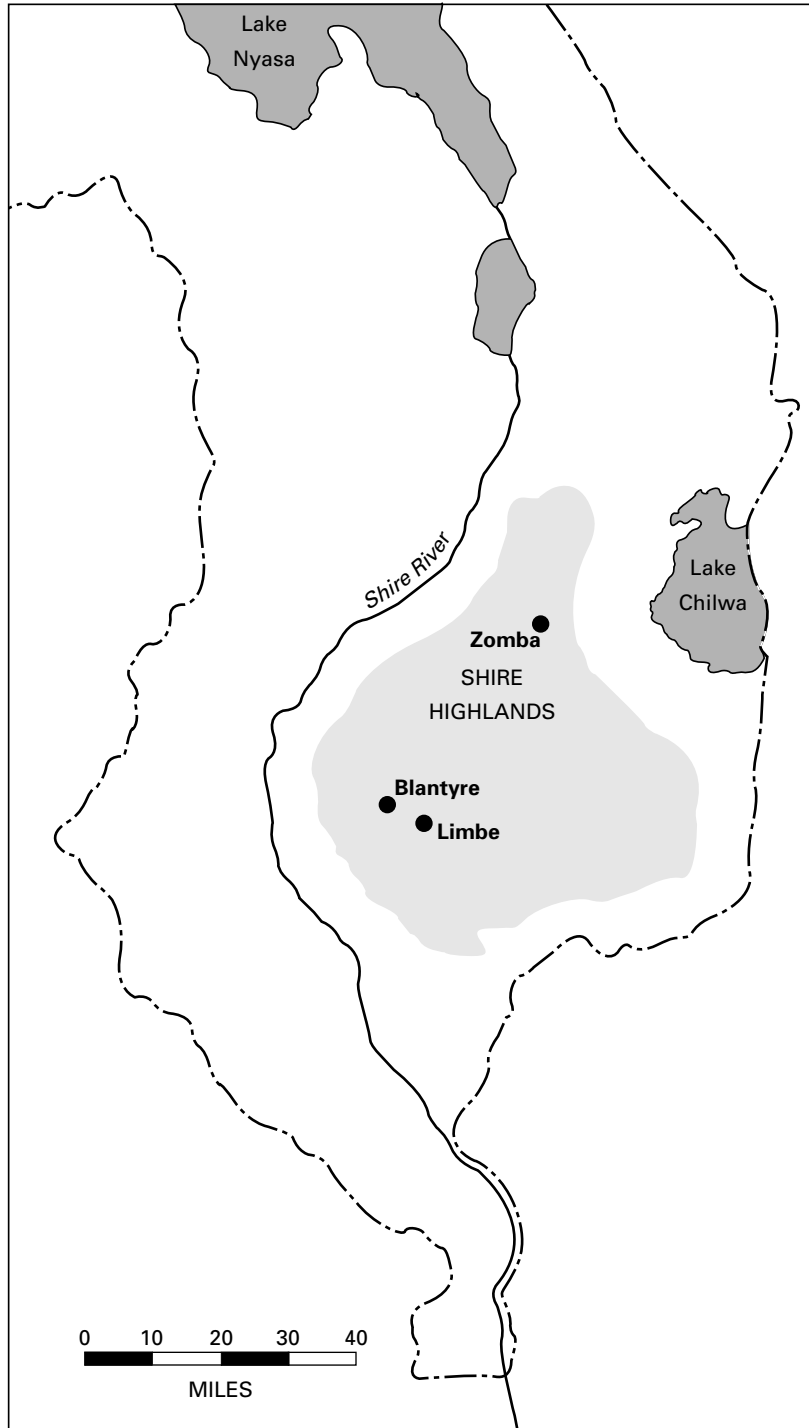 Lake
Nyasa
Shire River
Lake
Chilwa
Zomba
SHIRE
HIGHLANDS
Blantyre
Limbe
0 10 20 30 40
MILES